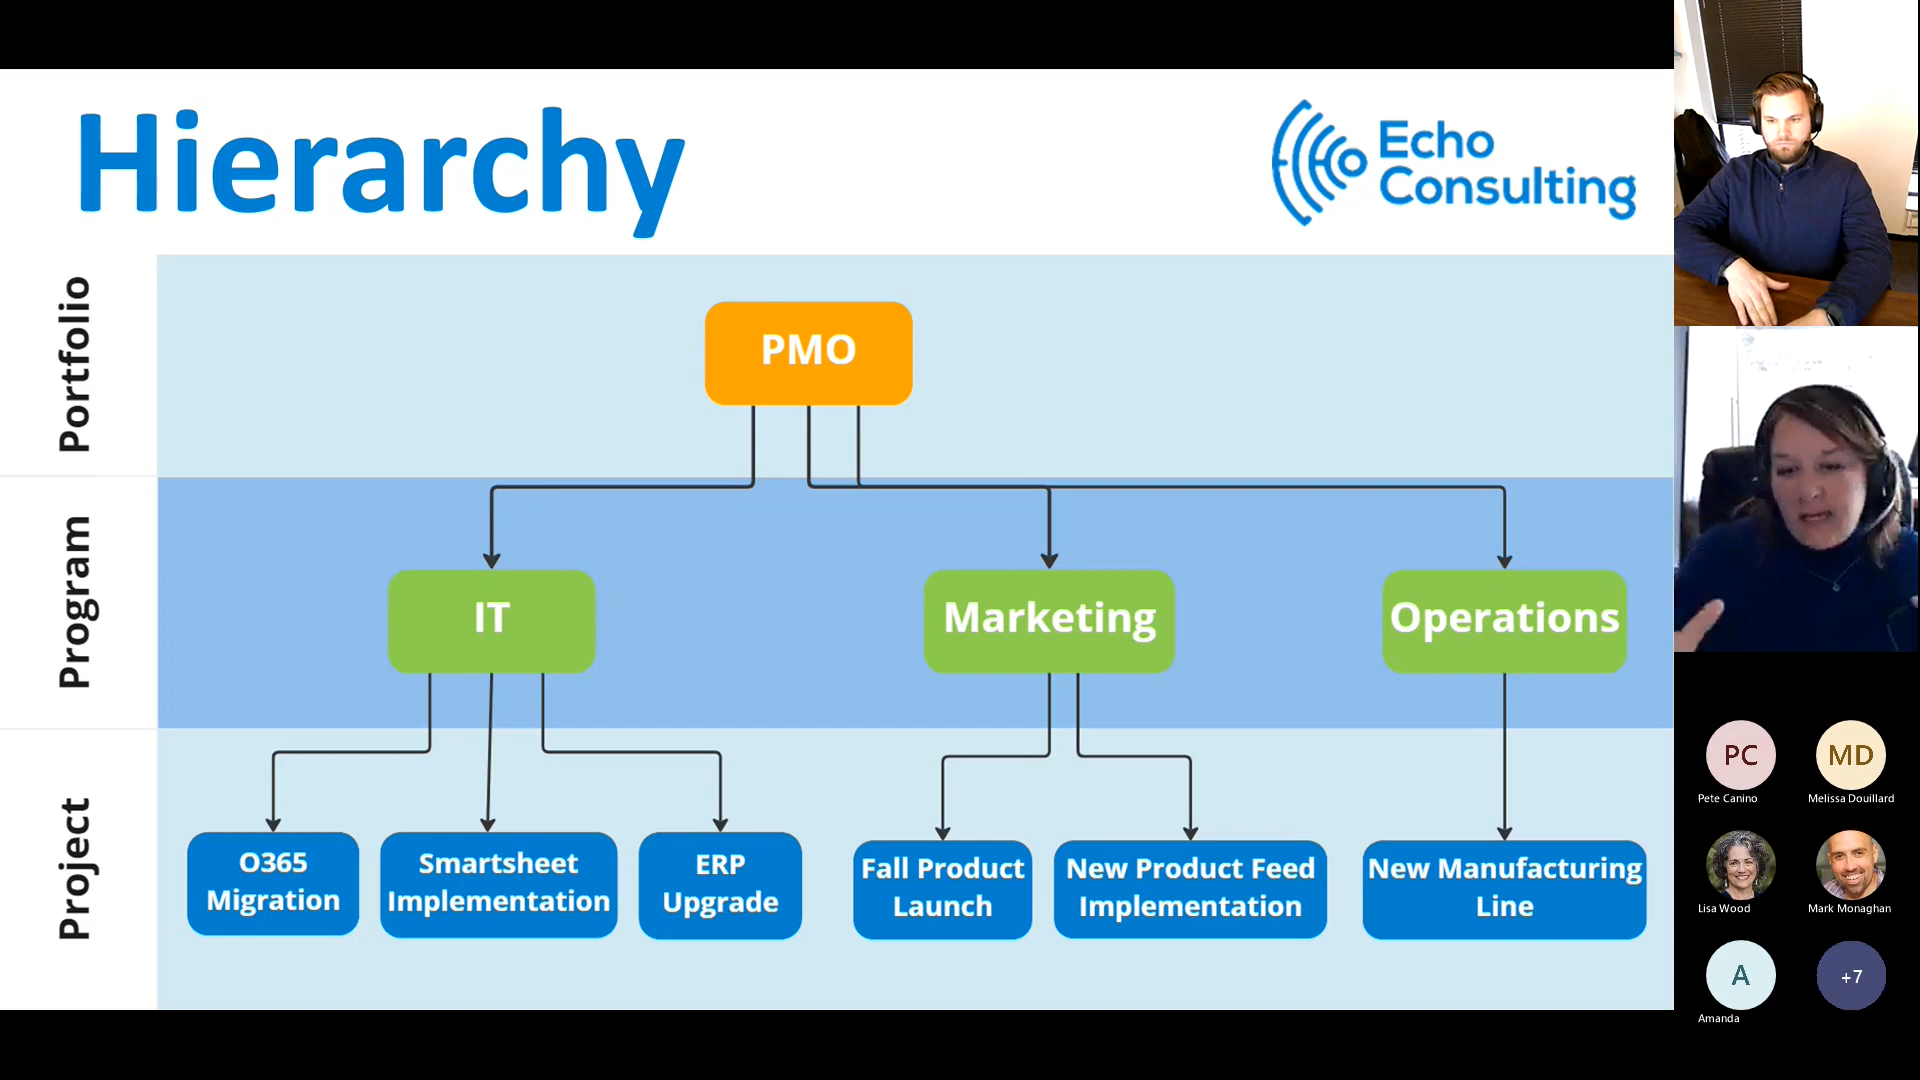 Hierarchy
Echo
Consulting
Portfolio
PMO
Program
IT
Marketing
Operations
Project
O365
Migration
Smartsheet
Implementation
ERP
Upgrade
Fall Product
Launch
New Product Feed
Implementation
New Manufacturing
Line
PC
Pete Canino
MD
Melissa Douillard
Lisa Wood
Mark Monaghan
A
Amanda
+7